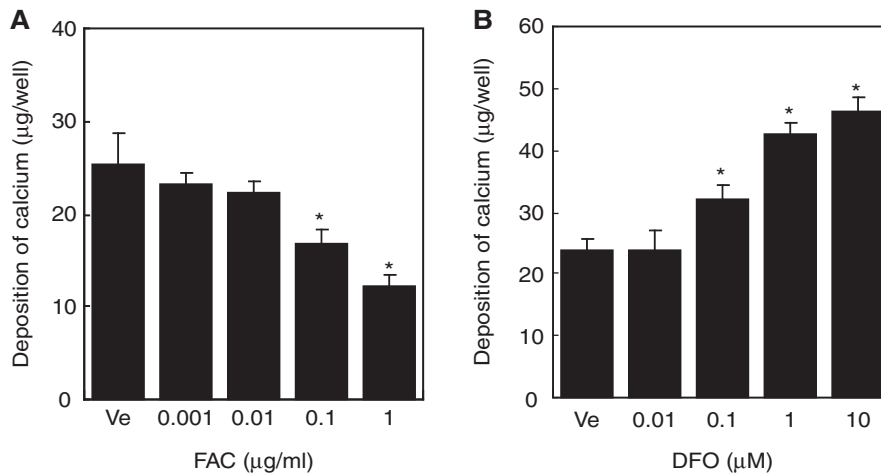 A
Deposition of calcium (μg/well)
40
30
20
10
0
*
*
Ve 0.001 0.01 0.1 1
FAC (μg/ml)
B
Deposition of calcium (μg/well)
60
50
40
30
20
10
0
*
*
*
Ve 0.01 0.1 1 10
DFO (μM)